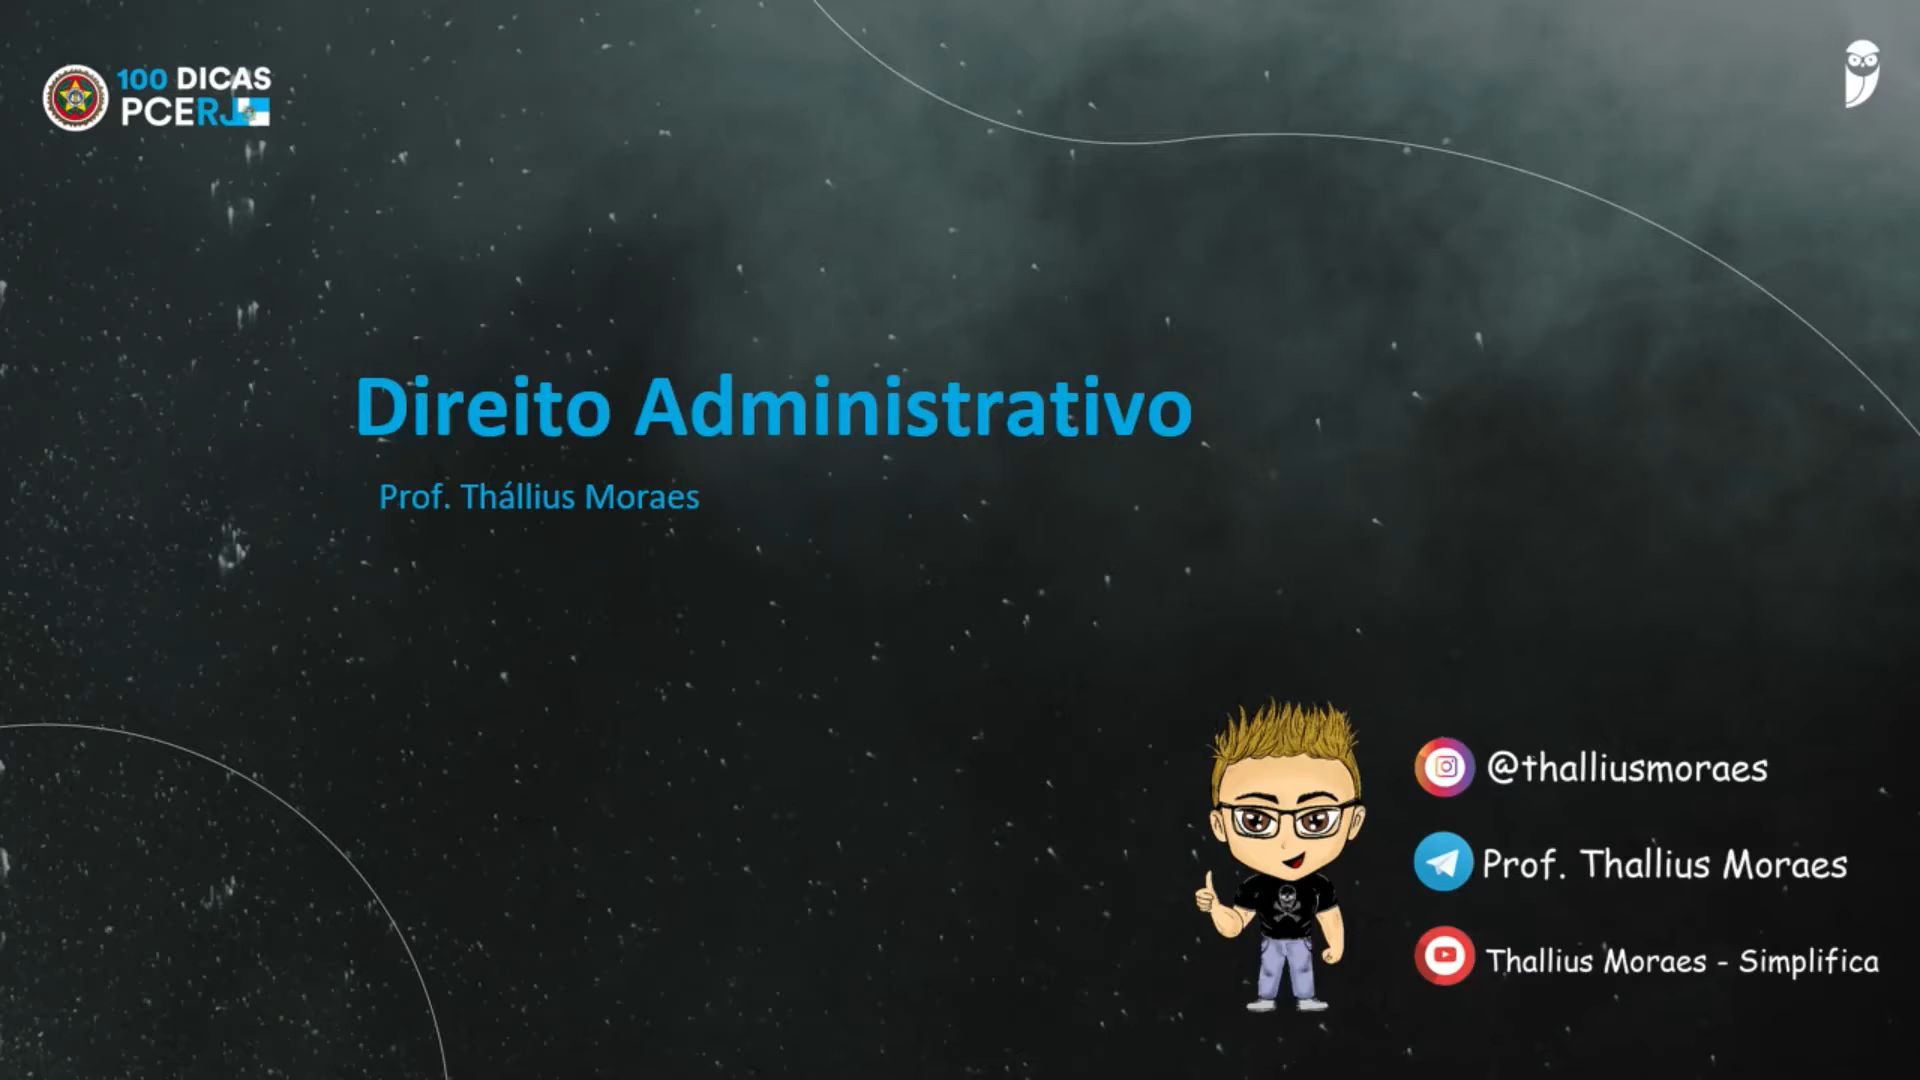 100 DICAS
PCERJ
Direito Administrativo
Prof. Thállius Moraes
@thalliusmoraes
Prof. Thallius Moraes
Thallius Moraes - Simplifica